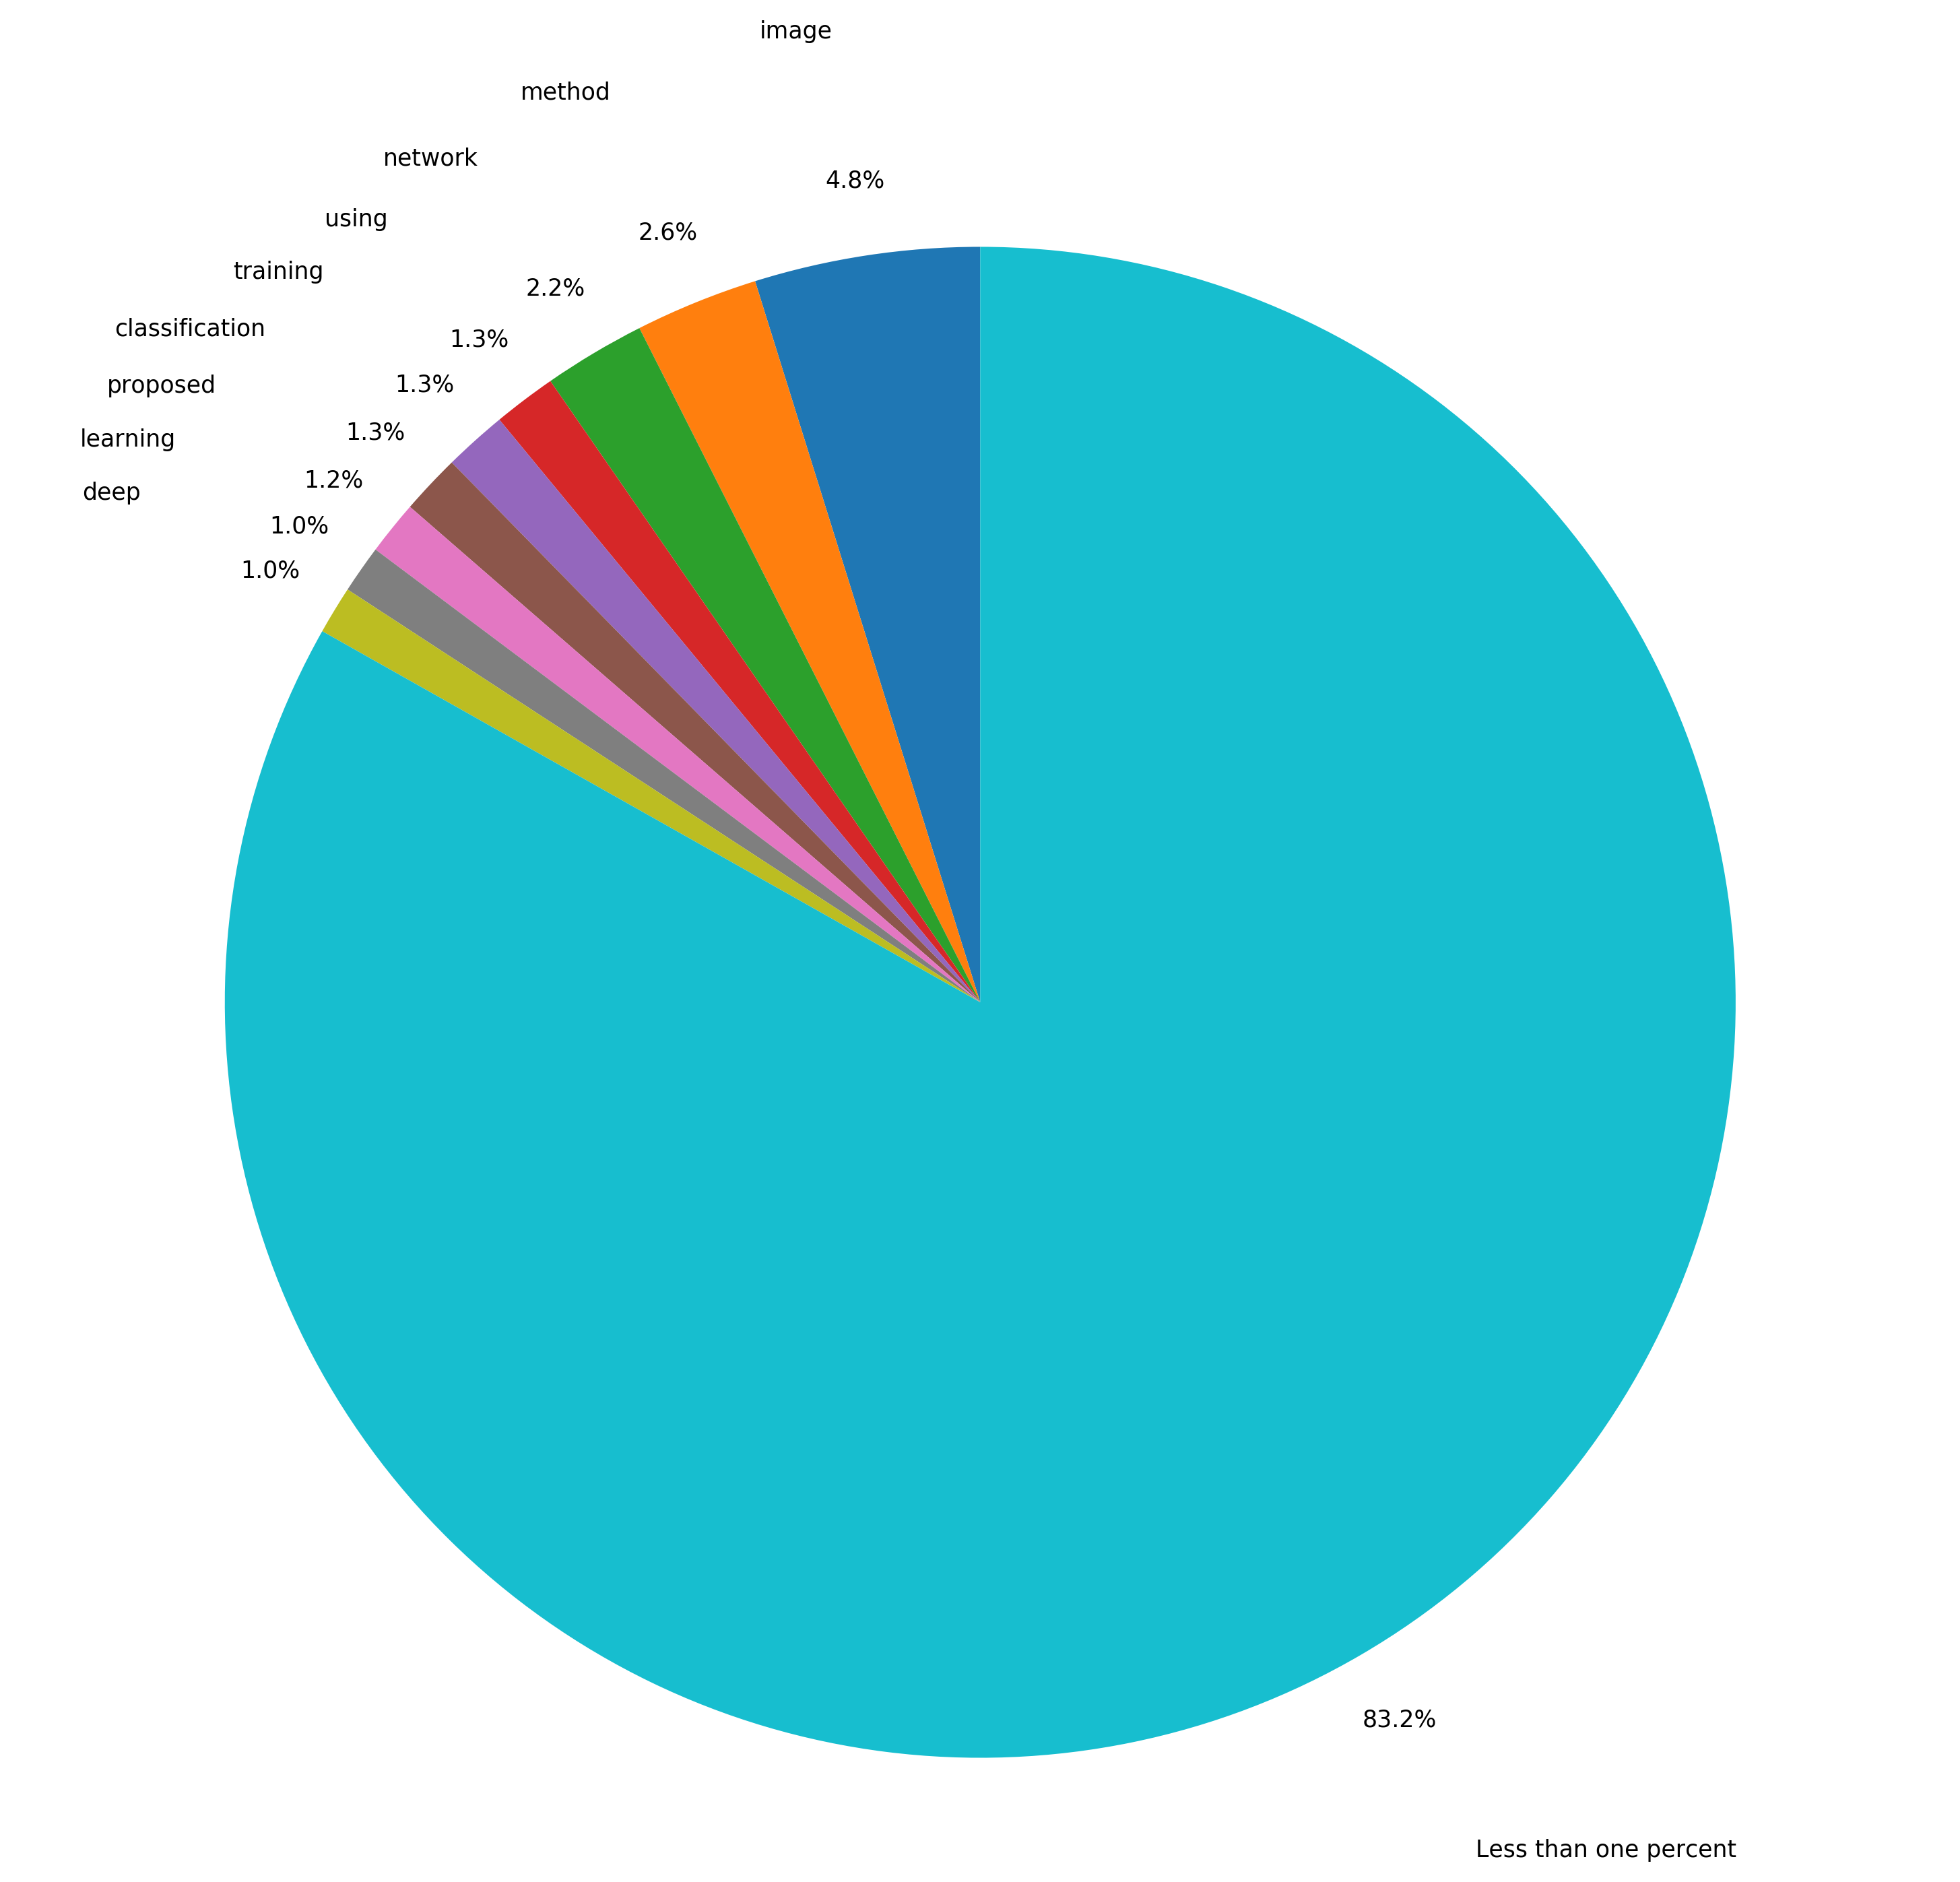 image
method
network
using
training
classification
proposed
learning
deep
4.8%
2.6%
2.2%
1.3%
1.3%
1.3%
1.2%
1.0%
1.0%
83.2%
Less than one percent